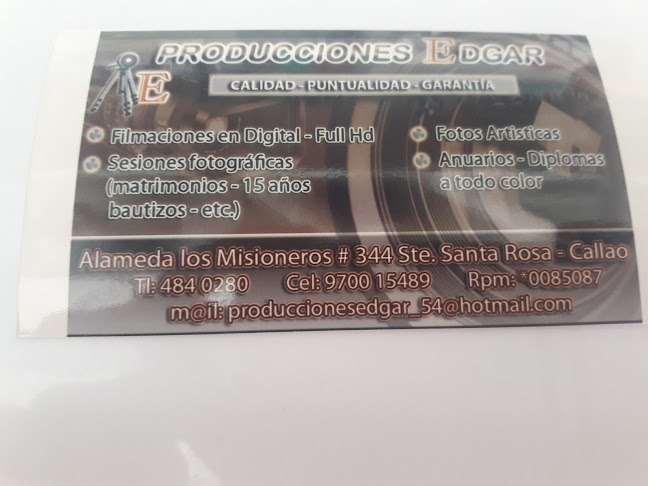 PRODUCCIONES EDGAR
E
CALIDAD - PUNTUALIDAD - GARANTÍA
Filmaciones en Digital - Full Hd
Sesiones fotográficas
(matrimonios - 15 años
bautizos - etc.)
Fotos Artisticas
Anuarios - Diplomas
a todo color
Alameda los Misioneros # 344 Ste. Santa Rosa - Callao
Tl: 484 0280 Cel: 9700 15489 Rpm: *0085087
m@il: produccionesedgar_54@hotmail.com